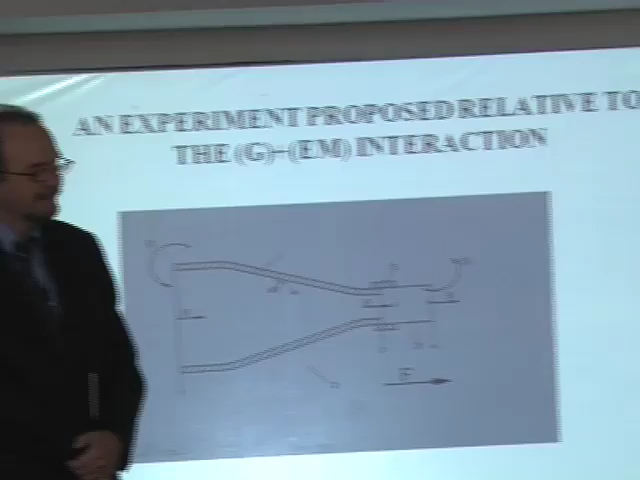 AN EXPERIMENT PROPOSED RELATIVE TO
THE (G)-(EM) INTERACTION
F